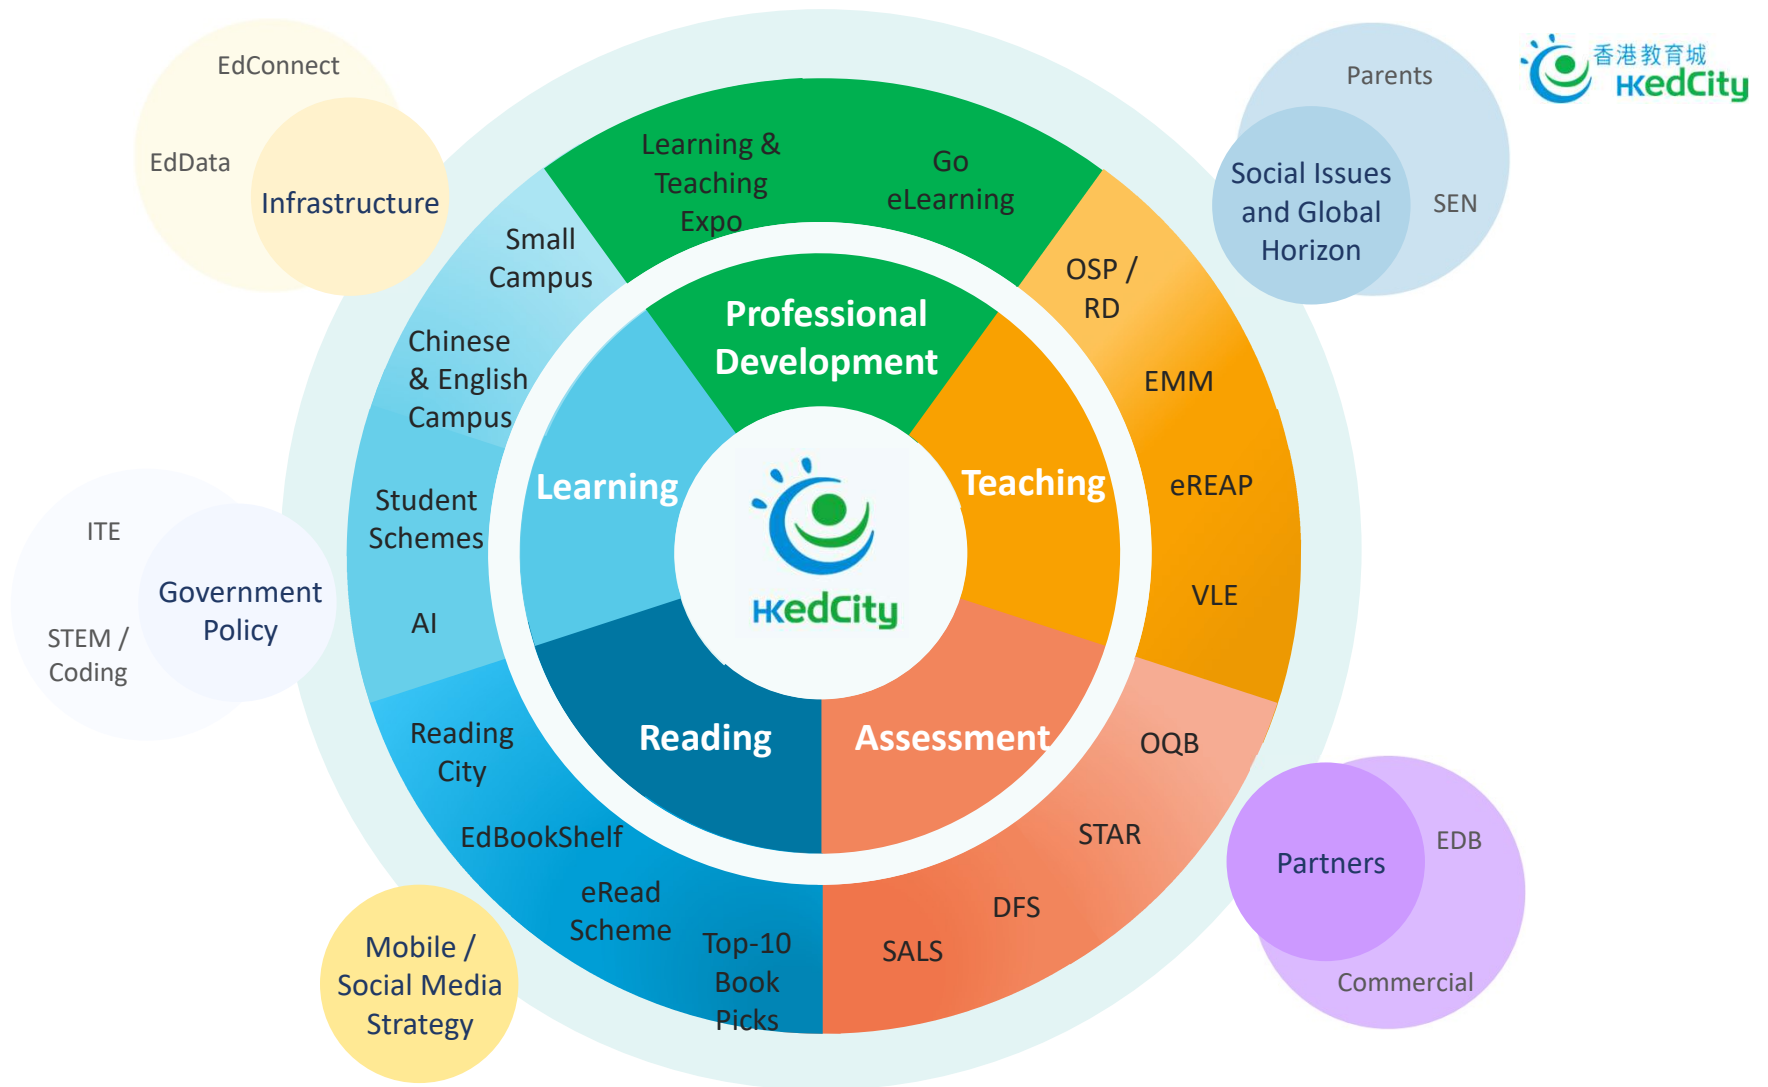 EdConnect
EdData
Infrastructure
Parents
Social Issues
and Global
Horizon
SEN
香港教育城
HKedCity
Learning &
Teaching
Expo
Go
eLearning
Small
Campus
Chinese
& English
Campus
Student
Schemes
AI
OSP /
RD
EMM
eREAP
VLE
Professional
Development
Learning
Teaching
HKedCity
Reading
Assessment
ITE
Government
Policy
STEM /
Coding
Reading
City
EdBookShelf
eRead
Scheme
Top-10
Book
Picks
OQB
STAR
DFS
SALS
Mobile /
Social Media
Strategy
Partners
EDB
Commercial